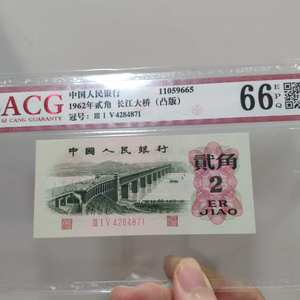 ACG
中国人民银行 11059665
1962年贰角 长江大桥（凸版）
冠号：Ⅲ Ⅰ Ⅴ 4284871
66 EPQ
中国人民银行
貳角
2
ER
JIAO
Ⅲ Ⅰ Ⅴ 4284871